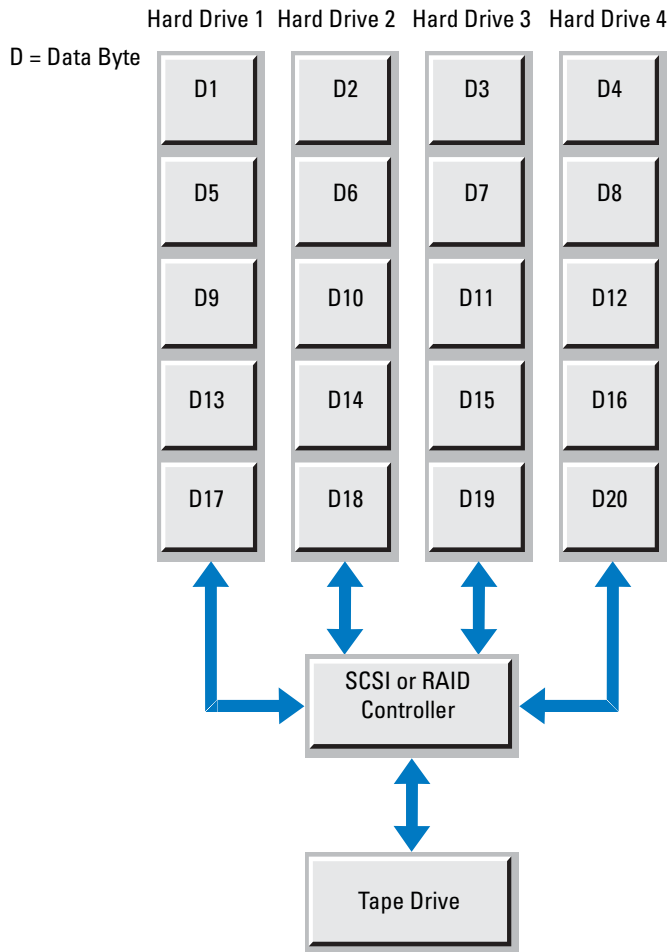 Hard Drive 1 Hard Drive 2 Hard Drive 3 Hard Drive 4
D = Data Byte
D1 D2 D3 D4
D5 D6 D7 D8
D9 D10 D11 D12
D13 D14 D15 D16
D17 D18 D19 D20
SCSI or RAID
Controller
Tape Drive